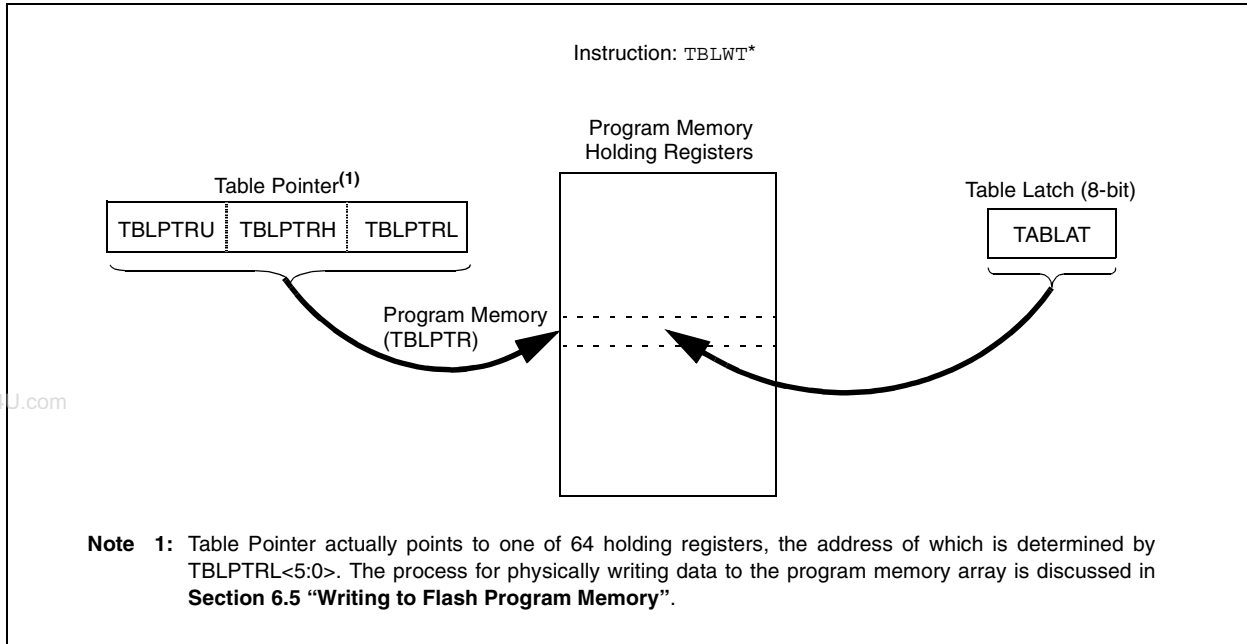 Instruction: TBLWT*
Program Memory
Holding Registers
Table Pointer(1)
Table Latch (8-bit)
TBLPTRU TBLPTRH TBLPTRL
TABLAT
Program Memory
(TBLPTR)
U.com
Note 1: Table Pointer actually points to one of 64 holding registers, the address of which is determined by
TBLPTRL<5:0>. The process for physically writing data to the program memory array is discussed in
Section 6.5 “Writing to Flash Program Memory”.